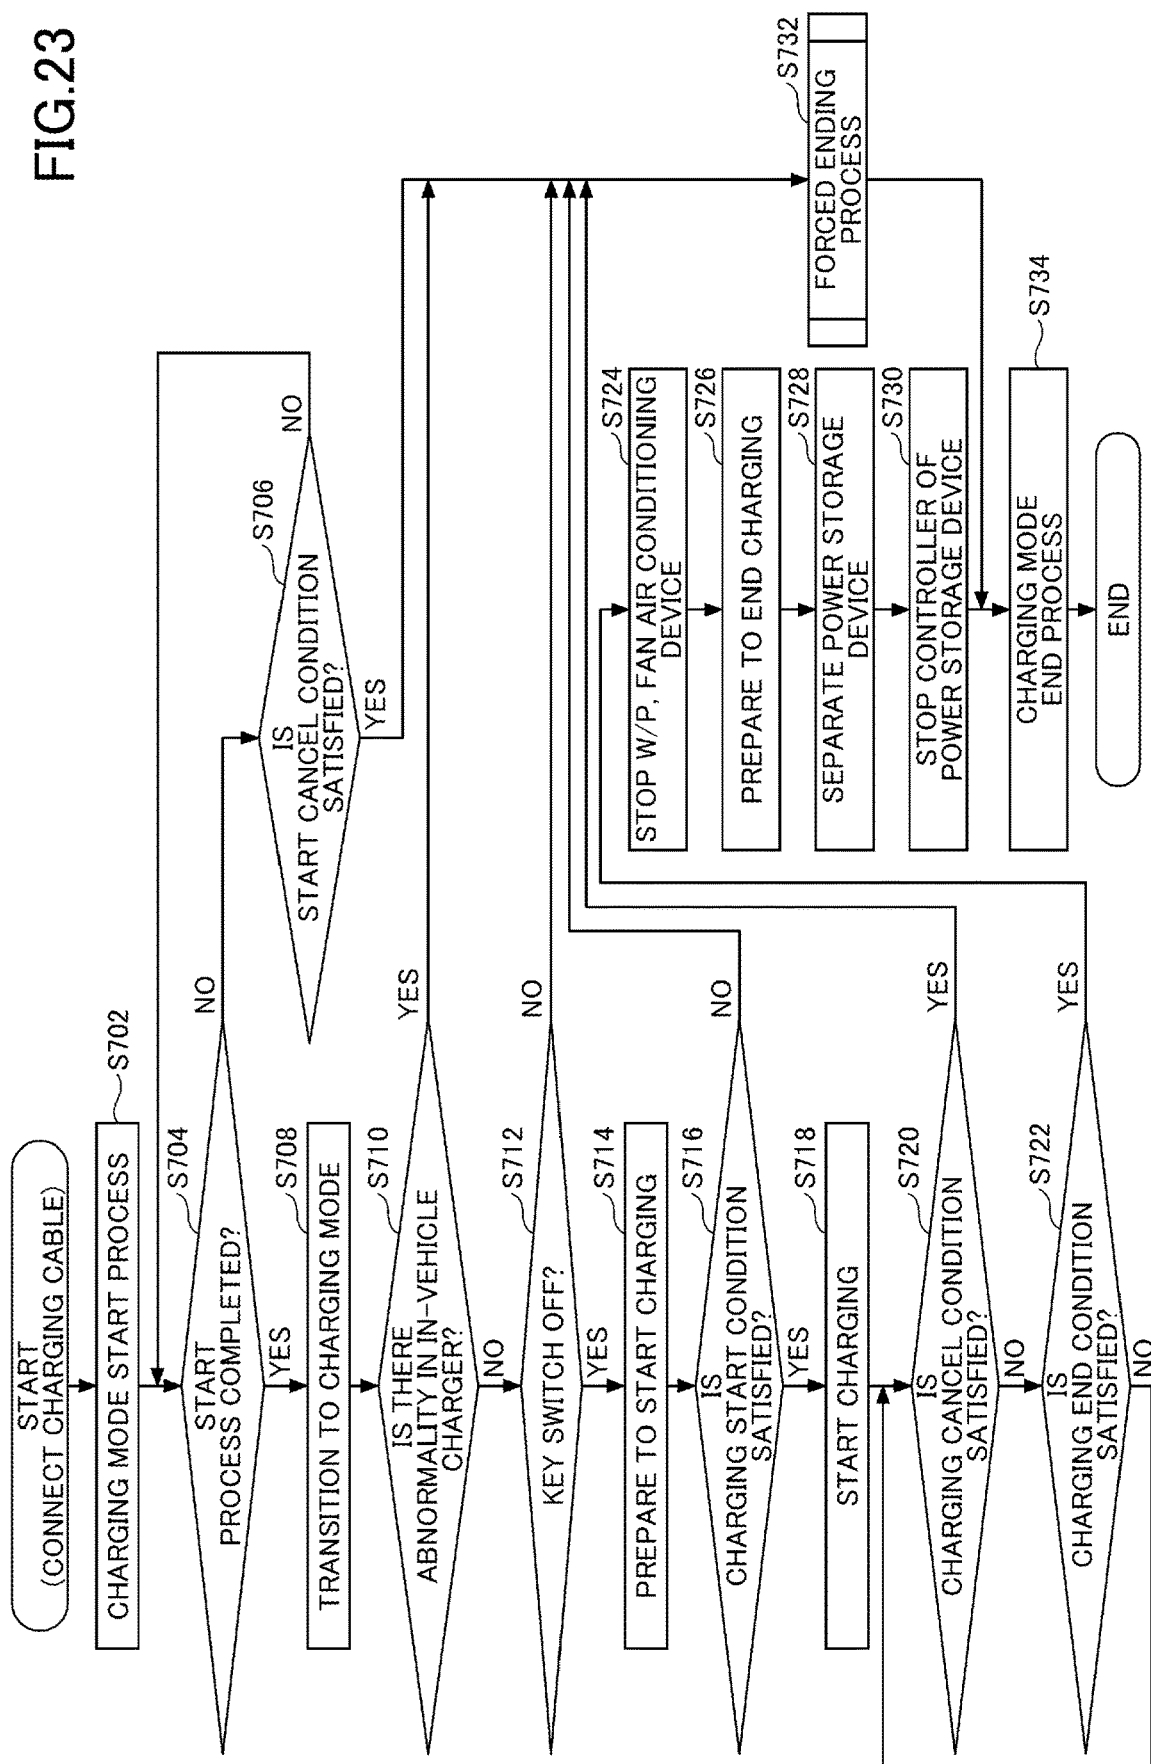 FIG.23
START
(CONNECT CHARGING CABLE)
CHARGING MODE START PROCESS
S702
START
PROCESS COMPLETED?
S704
NO
YES
IS
START CANCEL CONDITION
SATISFIED?
S706
NO
YES
TRANSITION TO CHARGING MODE
S708
IS THERE
ABNORMALITY IN IN-VEHICLE
CHARGER?
S710
YES
NO
KEY SWITCH OFF?
S712
NO
YES
PREPARE TO START CHARGING
S714
IS
CHARGING START CONDITION
SATISFIED?
S716
NO
YES
START CHARGING
S718
IS
CHARGING CANCEL CONDITION
SATISFIED?
S720
YES
NO
IS
CHARGING END CONDITION
SATISFIED?
S722
YES
NO
STOP W/P, FAN AIR CONDITIONING
DEVICE
S724
PREPARE TO END CHARGING
S726
SEPARATE POWER STORAGE
DEVICE
S728
STOP CONTROLLER OF
POWER STORAGE DEVICE
S730
FORCED ENDING
PROCESS
S732
CHARGING MODE
END PROCESS
S734
END